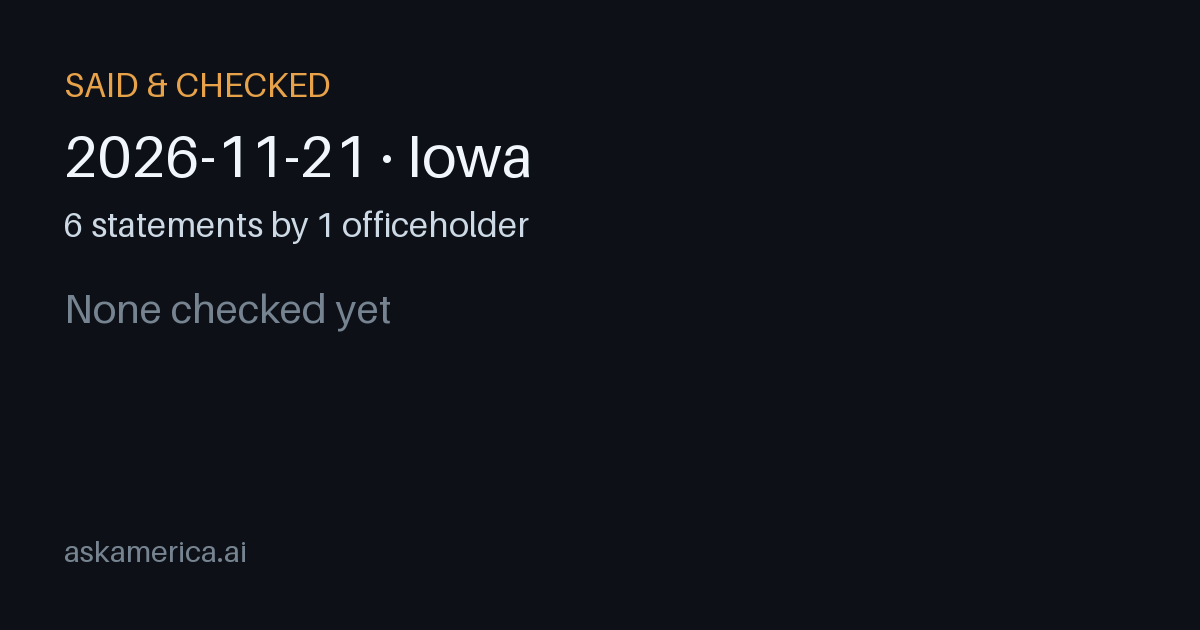 SAID & CHECKED
2026-11-21 · Iowa
6 statements by 1 officeholder
None checked yet
askamerica.ai